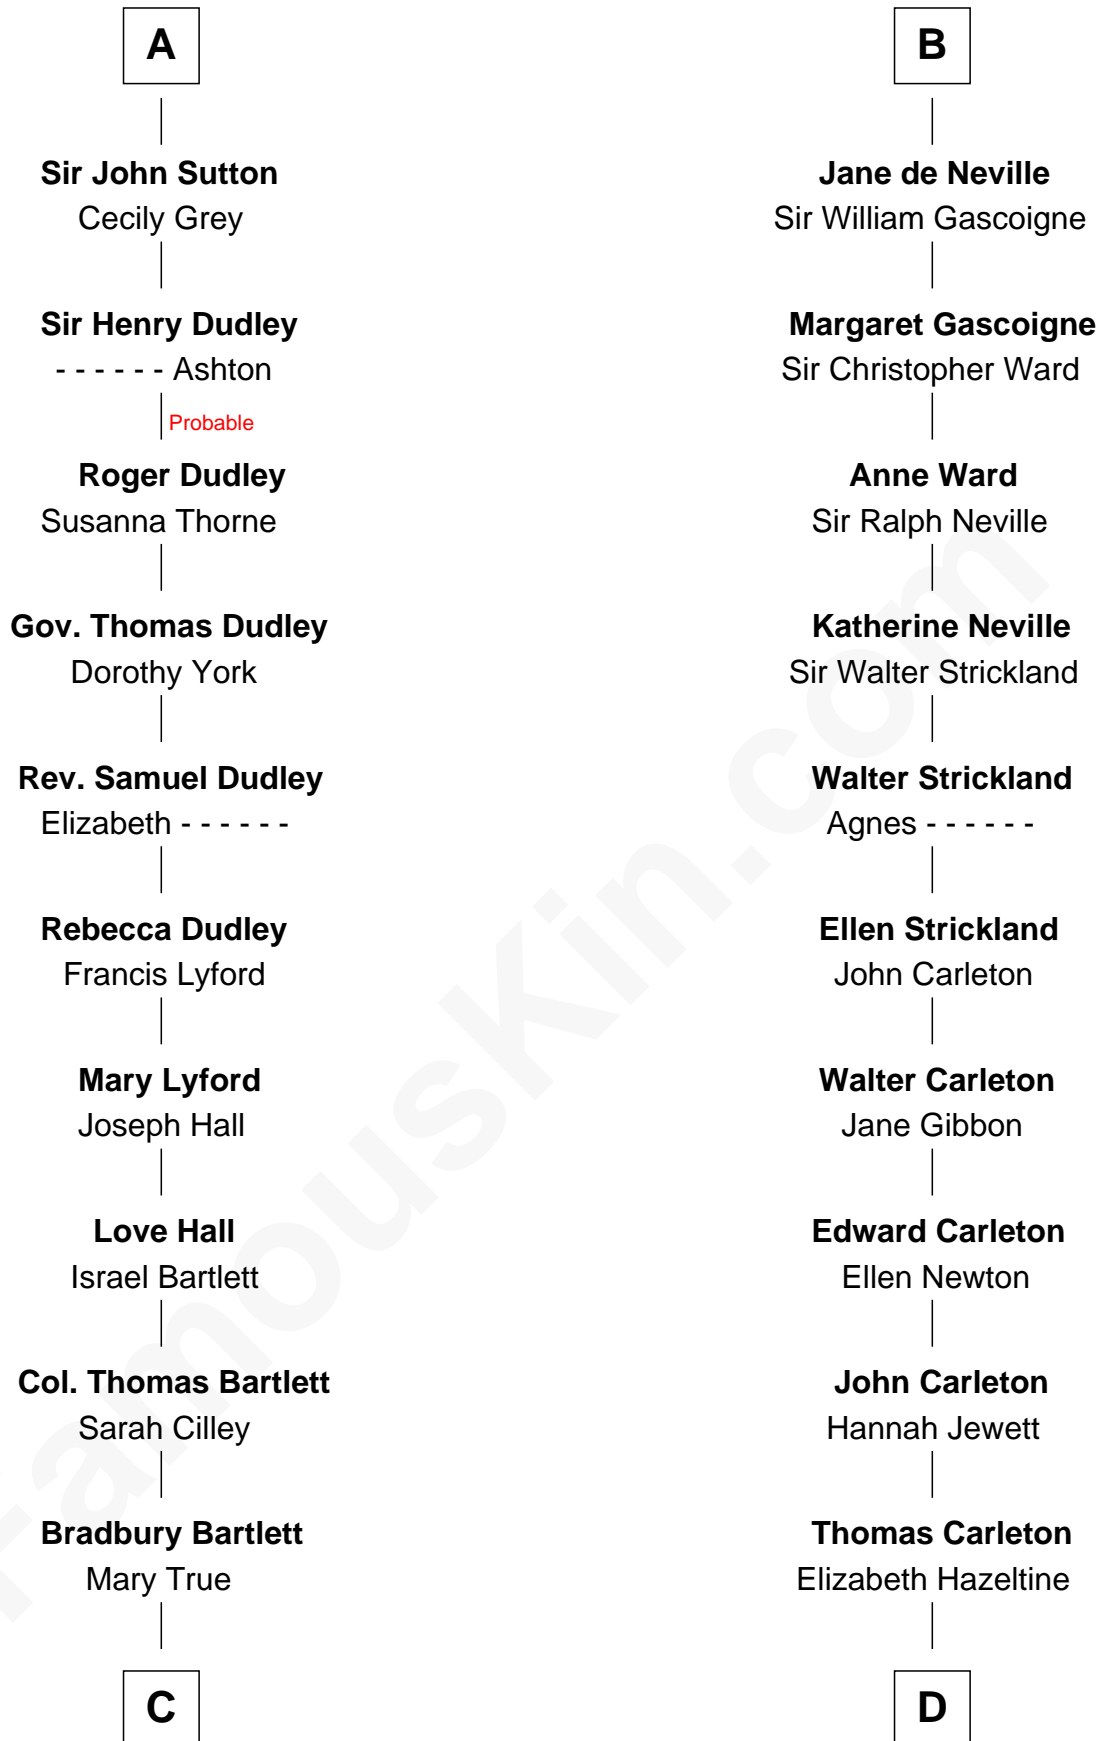 A
Sir John Sutton
Cecily Grey
Sir Henry Dudley
- - - - - - Ashton
Probable
Roger Dudley
Susanna Thorne
Gov. Thomas Dudley
Dorothy York
Rev. Samuel Dudley
Elizabeth - - - - - -
Rebecca Dudley
Francis Lyford
Mary Lyford
Joseph Hall
Love Hall
Israel Bartlett
Col. Thomas Bartlett
Sarah Cilley
Bradbury Bartlett
Mary True
C
B
Jane de Neville
Sir William Gascoigne
Margaret Gascoigne
Sir Christopher Ward
Anne Ward
Sir Ralph Neville
Katherine Neville
Sir Walter Strickland
Walter Strickland
Agnes - - - - - -
Ellen Strickland
John Carleton
Walter Carleton
Jane Gibbon
Edward Carleton
Ellen Newton
John Carleton
Hannah Jewett
Thomas Carleton
Elizabeth Hazeltine
D
FamousKin.com